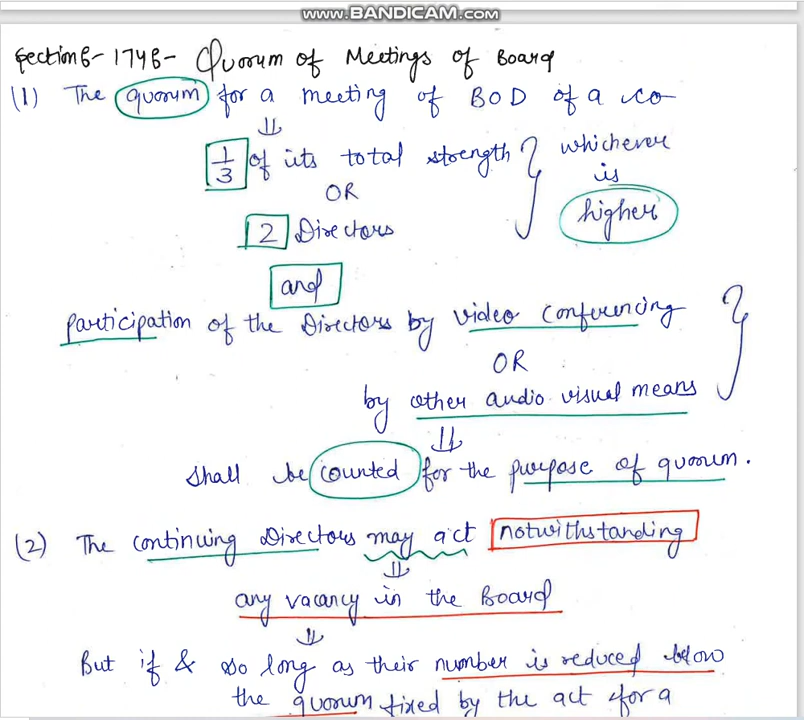 www.BANDICAM.com
Section 6- 174 6- Quorum of Meetings of Board
(1) The quorum for a meeting of BOD of a co-
1/3 of its total strength } whichever is higher
OR
2 Directors
and
participation of the Directors by video conferencing }
OR
by other audio visual means
shall be counted for the purpose of quorum.
(2) The continuing Directors may act notwithstanding
any vacancy in the Board
But if & so long as their number is reduced below
the quorum fixed by the act for a